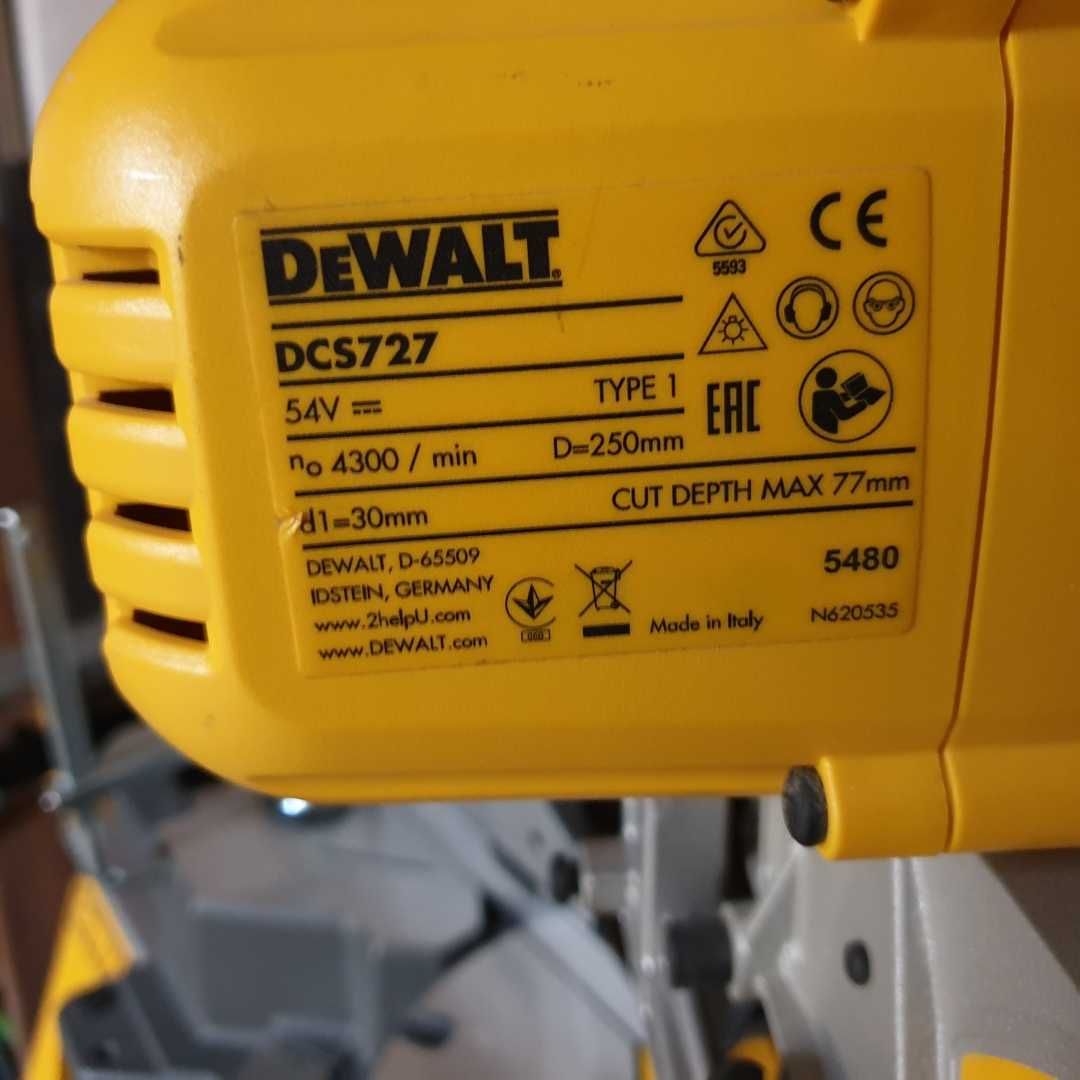 DEWALT®
5593
CE
DCS727
54V TYPE 1
EAC
n₀ 4300 / min D=250mm
d1=30mm CUT DEPTH MAX 77mm
DEWALT, D-65509
IDSTEIN, GERMANY
www.2helpU.com
www.DEWALT.com
Made in Italy
5480
N620535